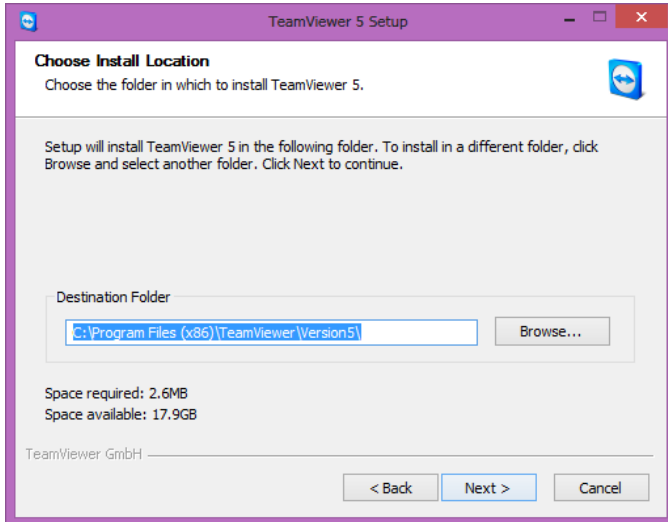 TeamViewer 5 Setup
Choose Install Location
Choose the folder in which to install TeamViewer 5.
Setup will install TeamViewer 5 in the following folder. To install in a different folder, click
Browse and select another folder. Click Next to continue.
Destination Folder
C:\Program Files (x86)\TeamViewer\Version5\
Browse...
Space required: 2.6MB
Space available: 17.9GB
TeamViewer GmbH
< Back
Next >
Cancel